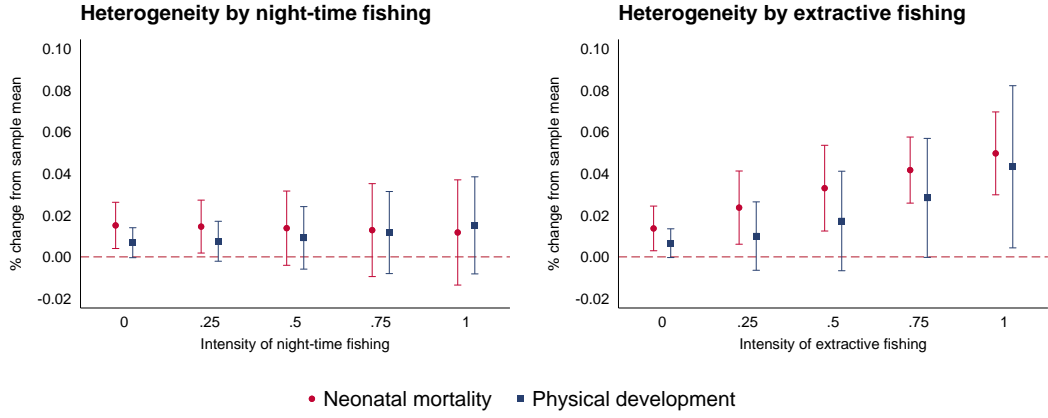 Heterogeneity by night-time fishing
% change from sample mean
0.10
0.08
0.06
0.04
0.02
0.00
-0.02
0 .25 .5 .75 1
Intensity of night-time fishing
Heterogeneity by extractive fishing
% change from sample mean
0.10
0.08
0.06
0.04
0.02
0.00
-0.02
0 .25 .5 .75 1
Intensity of extractive fishing
Neonatal mortality Physical development